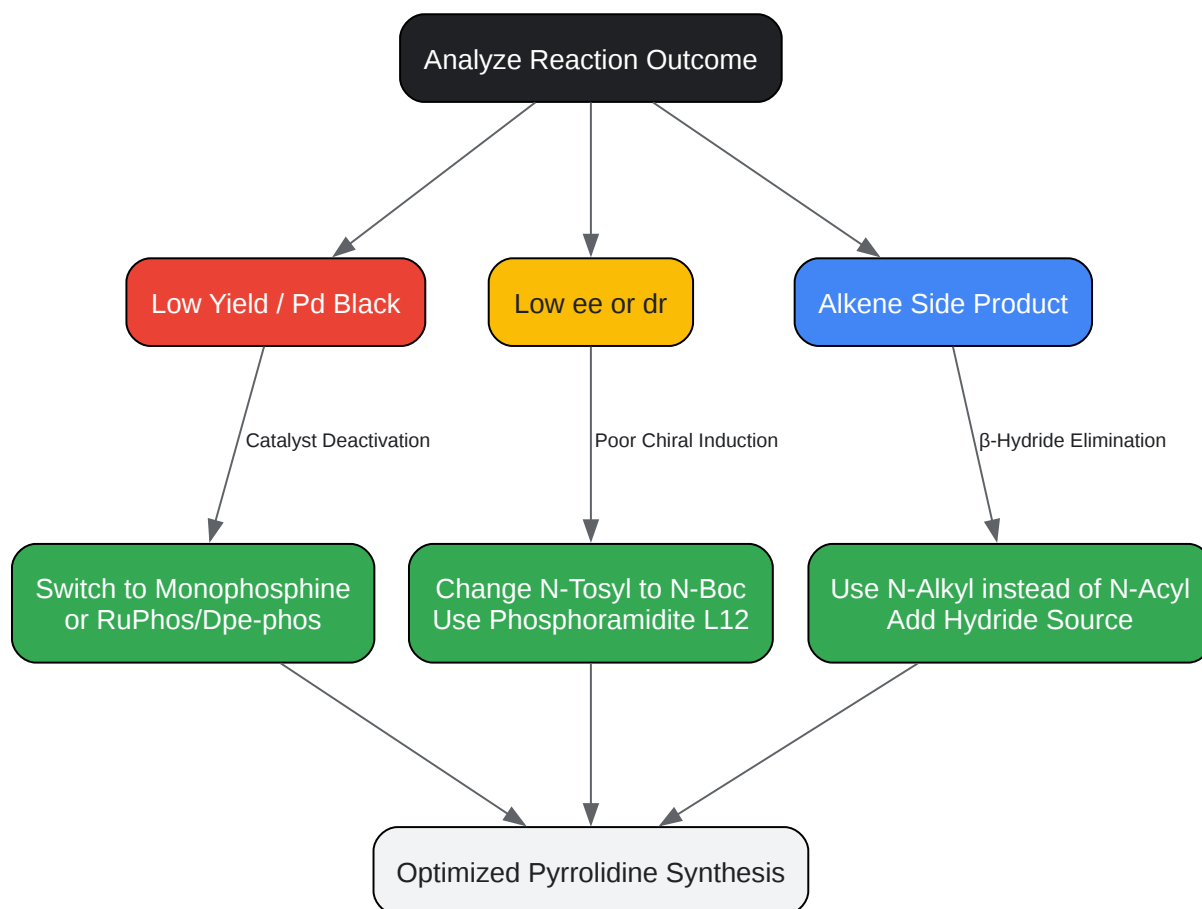 Analyze Reaction Outcome
Low Yield / Pd Black
Low ee or dr
Alkene Side Product
Catalyst Deactivation
Poor Chiral Induction
β-Hydride Elimination
Switch to Monophosphine
or RuPhos/Dpe-phos
Change N-Tosyl to N-Boc
Use Phosphoramidite L12
Use N-Alkyl instead of N-Acyl
Add Hydride Source
Optimized Pyrrolidine Synthesis